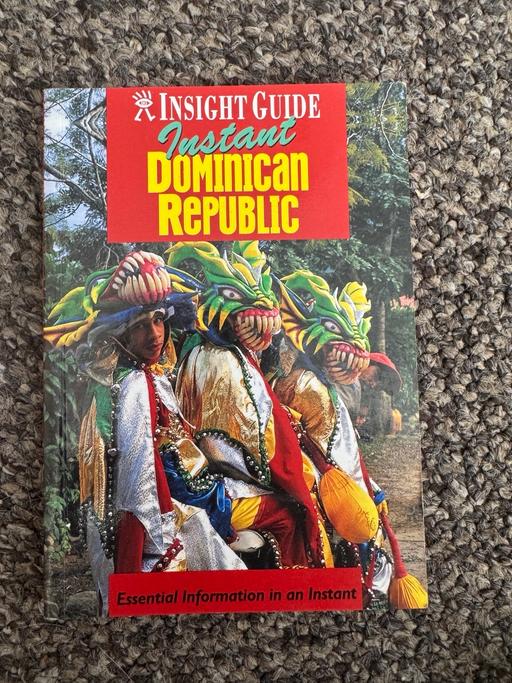 INSIGHT GUIDE
Instant
DOMINICAN
REPUBLIC
Essential Information in an Instant